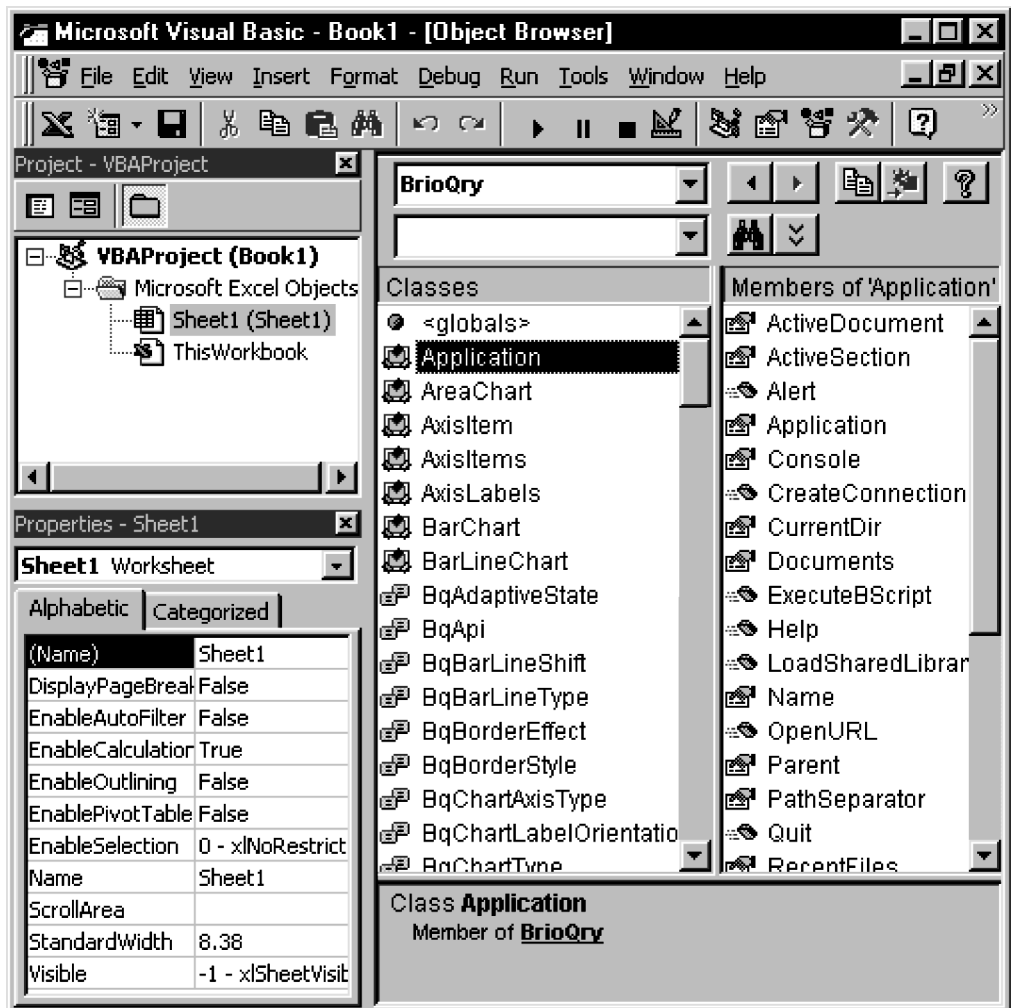 Microsoft Visual Basic - Book1 - [Object Browser]
File Edit View Insert Format Debug Run Tools Window Help
Project - VBAProject
VBAProject (Book1)
Microsoft Excel Objects
Sheet1 (Sheet1)
ThisWorkbook
Properties - Sheet1
Sheet1 Worksheet
Alphabetic Categorized
(Name) Sheet1
DisplayPageBreak False
EnableAutoFilter False
EnableCalculation True
EnableOutlining False
EnablePivotTable False
EnableSelection 0 - xlNoRestrict
Name Sheet1
ScrollArea
StandardWidth 8.38
Visible -1 - xlSheetVisib
BrioQry
Classes
<globals>
Application
AreaChart
AxisItem
AxisItems
AxisLabels
BarChart
BarLineChart
BqAdaptiveState
BqApi
BqBarLineShift
BqBarLineType
BqBorderEffect
BqBorderStyle
BqChartAxisType
BqChartLabelOrientatio
BqChartType
Members of 'Application'
ActiveDocument
ActiveSection
Alert
Application
Console
CreateConnection
CurrentDir
Documents
ExecuteBScript
Help
LoadSharedLibrar
Name
OpenURL
Parent
PathSeparator
Quit
RecentFiles
Class Application
Member of BrioQry